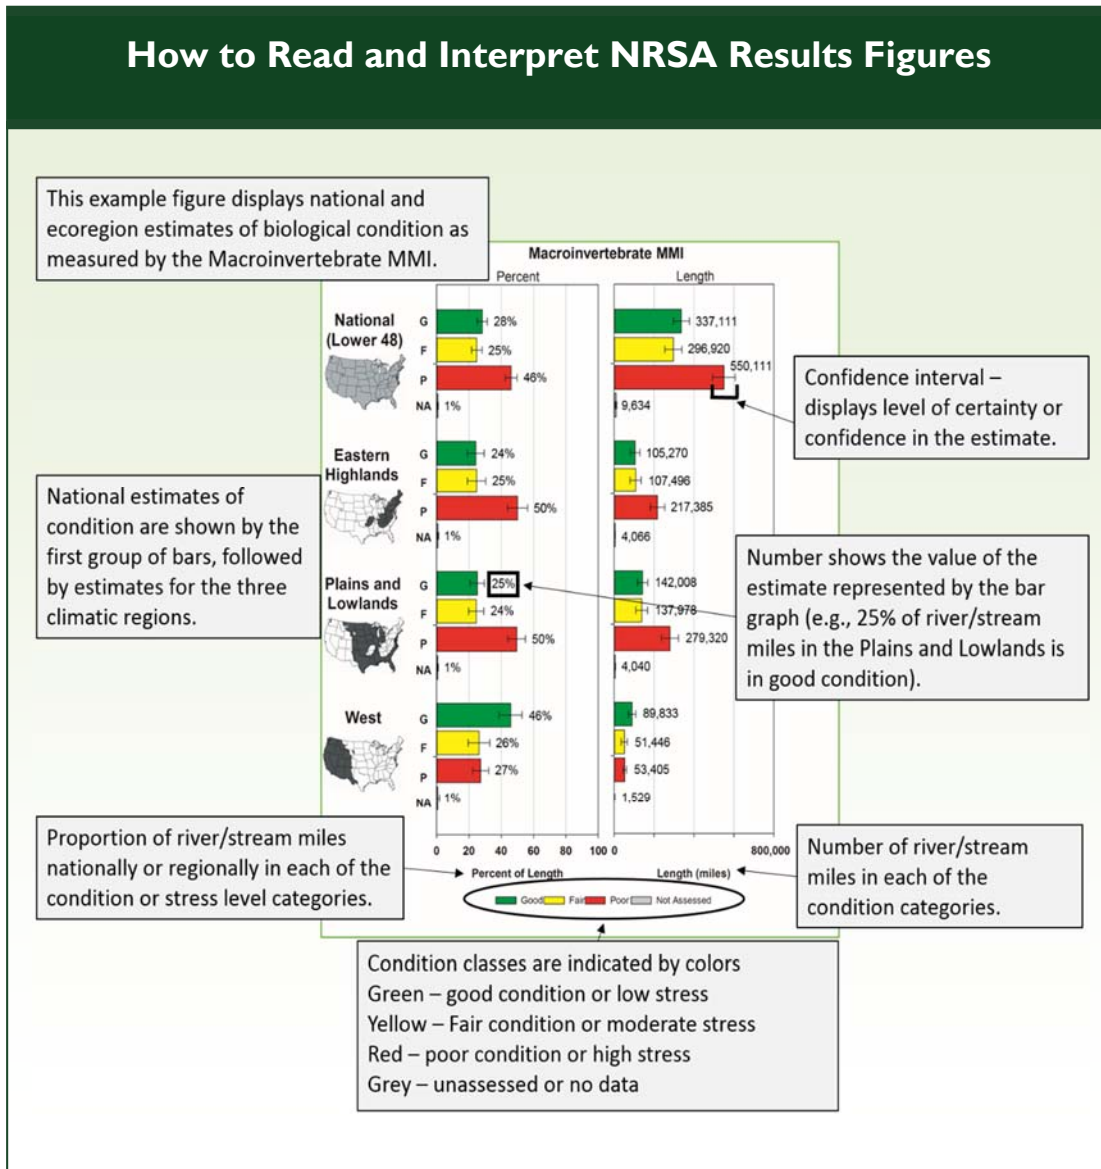 How to Read and Interpret NRSA Results Figures
This example figure displays national and
ecoregion estimates of biological condition as
measured by the Macroinvertebrate MMI.
Macroinvertebrate MMI
Percent
Length
National
(Lower 48)
G 28% 337,111
F 25% 296,920
P 46% 550,111
NA 1% 9,634
Confidence interval –
displays level of certainty or
confidence in the estimate.
Eastern
Highlands
G 24% 105,270
F 25% 107,496
P 50% 217,385
NA 1% 4,066
National estimates of
condition are shown by the
first group of bars, followed
by estimates for the three
climatic regions.
Plains and
Lowlands
G 25% 142,008
F 24% 137,978
P 50% 279,320
NA 1% 4,040
Number shows the value of the
estimate represented by the bar
graph (e.g., 25% of river/stream
miles in the Plains and Lowlands is
in good condition).
West
G 46% 89,833
F 26% 51,446
P 27% 53,405
NA 1% 1,529
0 20 40 60 80 100 0 800,000
Percent of Length Length (miles)
Good Fair Poor Not Assessed
Proportion of river/stream miles
nationally or regionally in each of the
condition or stress level categories.
Number of river/stream
miles in each of the
condition categories.
Condition classes are indicated by colors
Green – good condition or low stress
Yellow – Fair condition or moderate stress
Red – poor condition or high stress
Grey – unassessed or no data